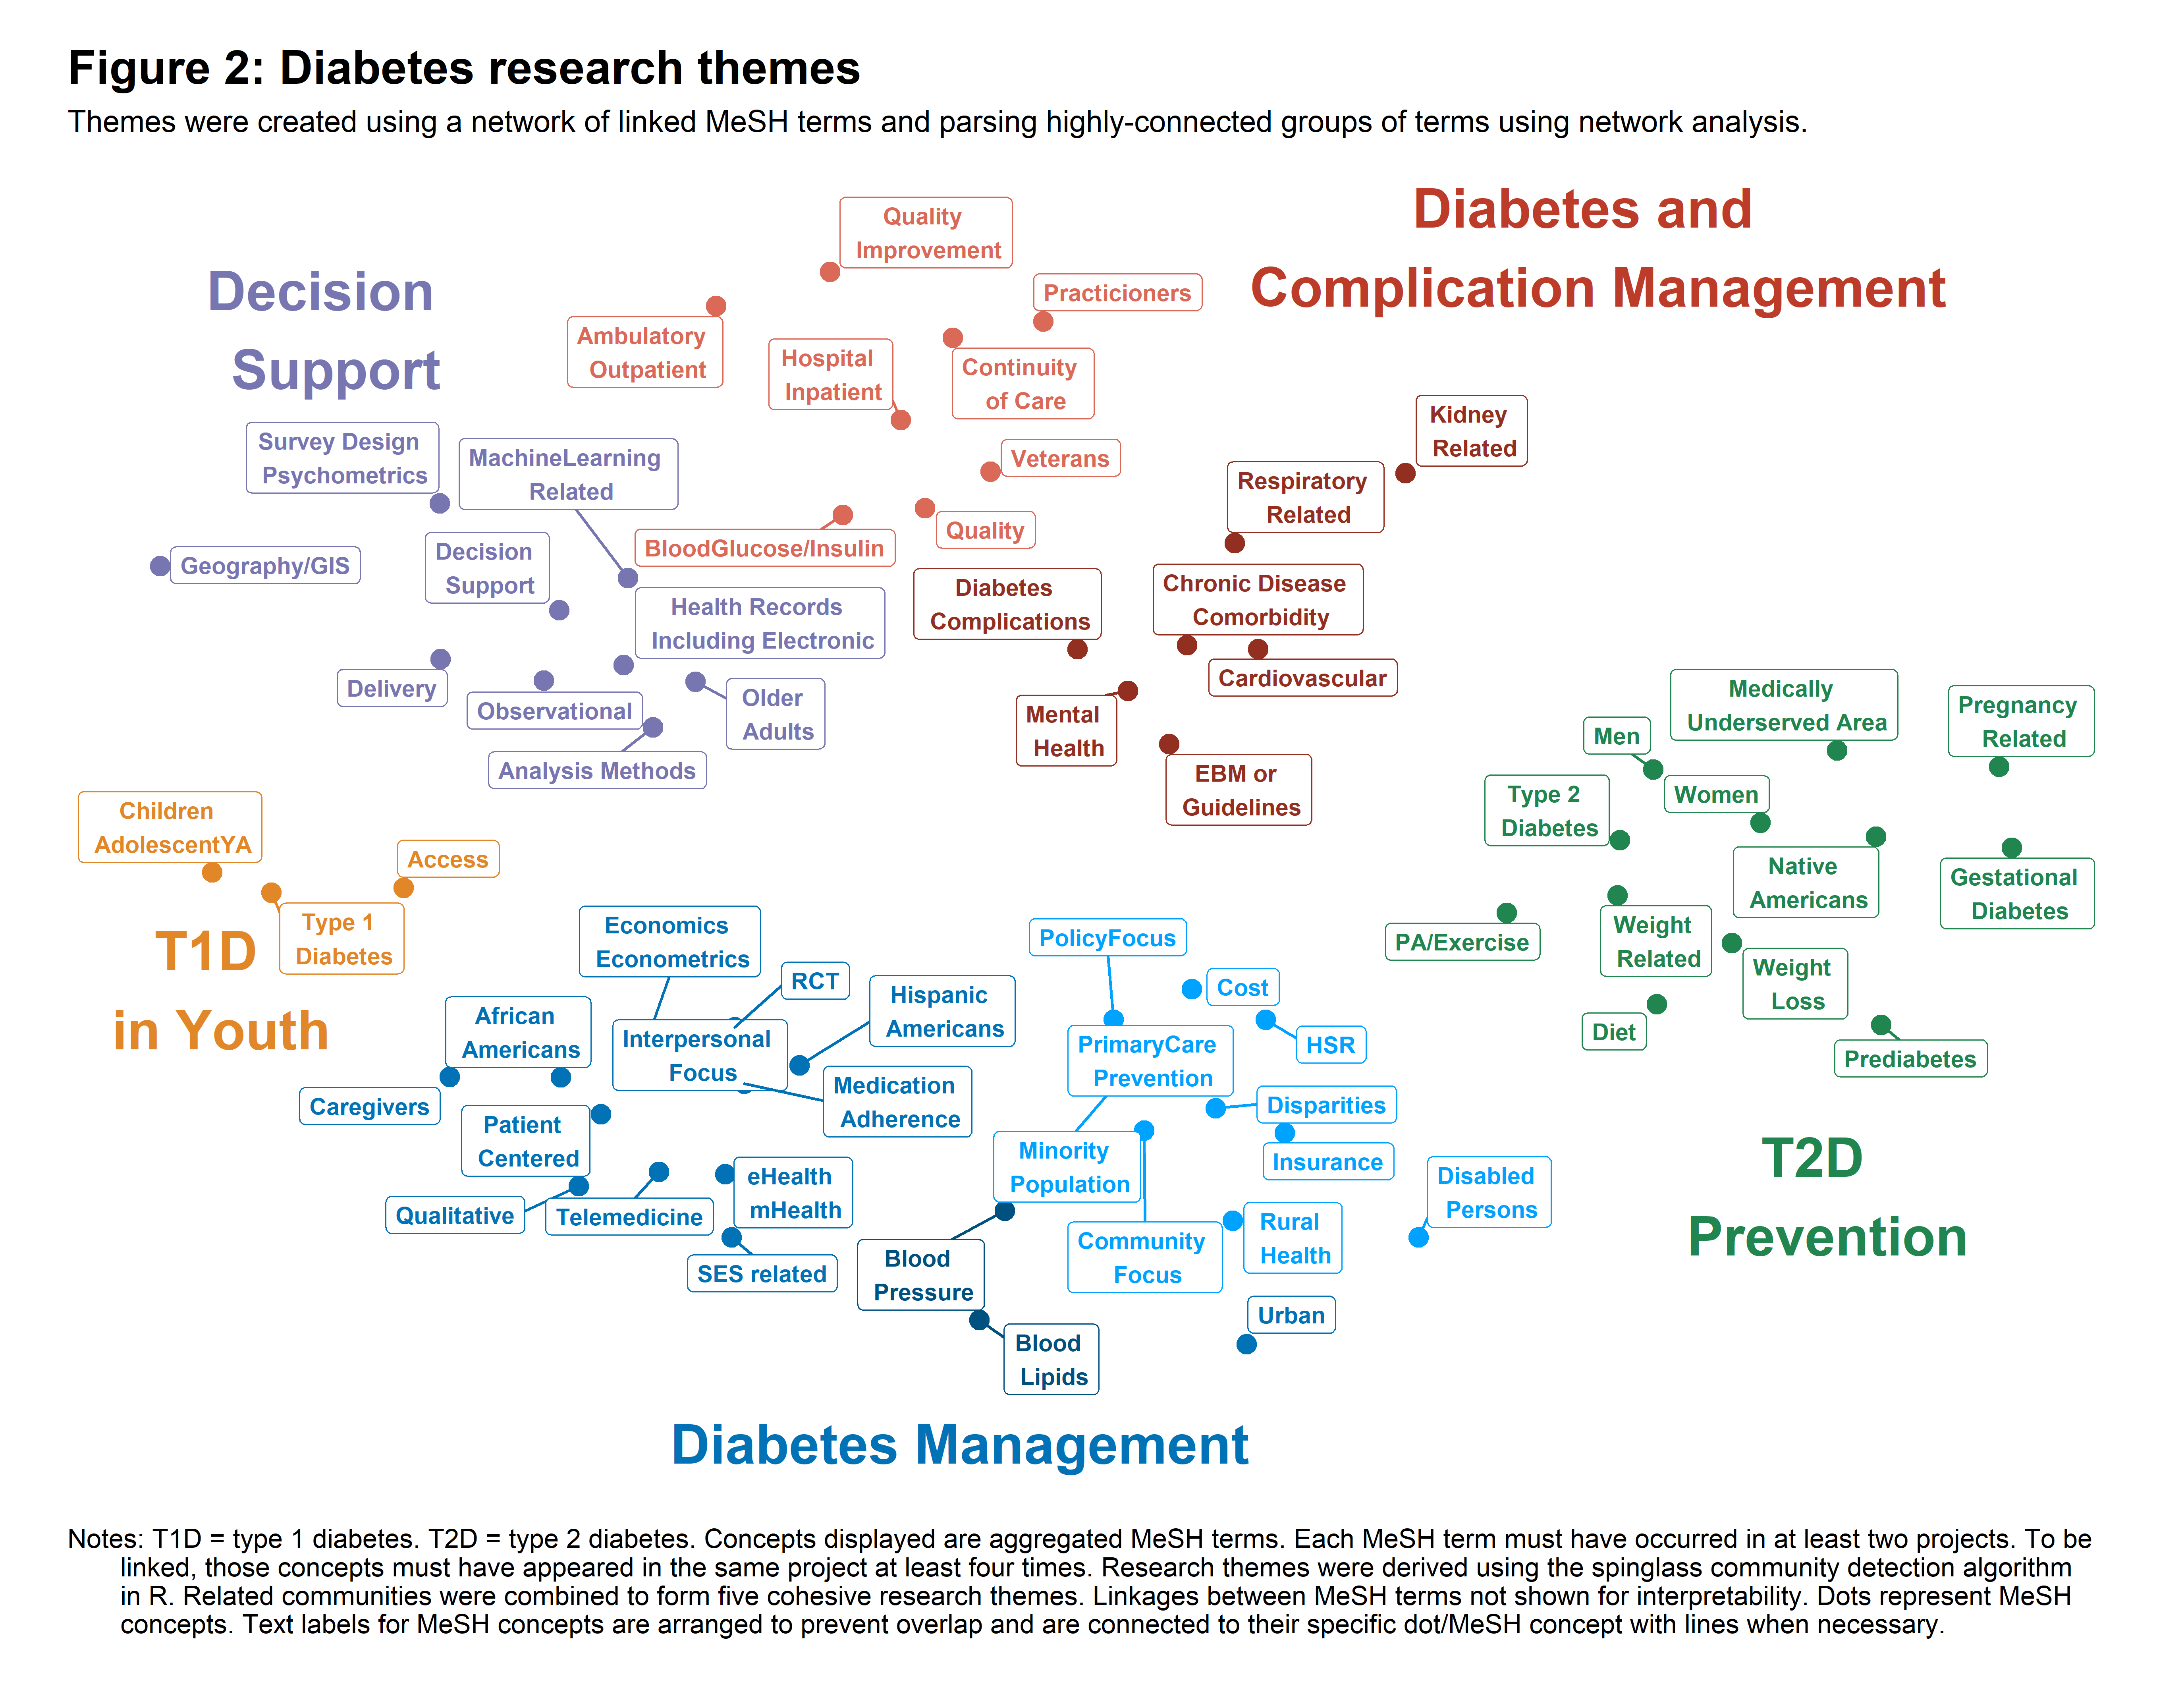 Figure 2: Diabetes research themes
Themes were created using a network of linked MeSH terms and parsing highly-connected groups of terms using network analysis.
Diabetes and
Complication Management
Decision
Support
Quality
Improvement
Practicioners
Ambulatory
Outpatient
Hospital
Inpatient
Continuity
of Care
Veterans
Quality
BloodGlucose/Insulin
Survey Design
Psychometrics
MachineLearning
Related
Geography/GIS
Decision
Support
Health Records
Including Electronic
Delivery
Observational
Older
Adults
Analysis Methods
Kidney
Related
Respiratory
Related
Diabetes
Complications
Chronic Disease
Comorbidity
Cardiovascular
Mental
Health
EBM or
Guidelines
Medically
Underserved Area
Pregnancy
Related
Men
Women
Type 2
Diabetes
Native
Americans
Gestational
Diabetes
PA/Exercise
Weight
Related
Weight
Loss
Diet
Prediabetes
T2D
Prevention
Children
AdolescentYA
Access
Type 1
Diabetes
T1D
in Youth
Economics
Econometrics
RCT
Hispanic
Americans
African
Americans
Interpersonal
Focus
Medication
Adherence
Caregivers
Patient
Centered
Qualitative
Telemedicine
eHealth
mHealth
SES related
PolicyFocus
Cost
HSR
PrimaryCare
Prevention
Disparities
Insurance
Minority
Population
Disabled
Persons
Community
Focus
Rural
Health
Urban
Blood
Pressure
Blood
Lipids
Diabetes Management
Notes: T1D = type 1 diabetes. T2D = type 2 diabetes. Concepts displayed are aggregated MeSH terms. Each MeSH term must have occurred in at least two projects. To be
linked, those concepts must have appeared in the same project at least four times. Research themes were derived using the spinglass community detection algorithm
in R. Related communities were combined to form five cohesive research themes. Linkages between MeSH terms not shown for interpretability. Dots represent MeSH
concepts. Text labels for MeSH concepts are arranged to prevent overlap and are connected to their specific dot/MeSH concept with lines when necessary.